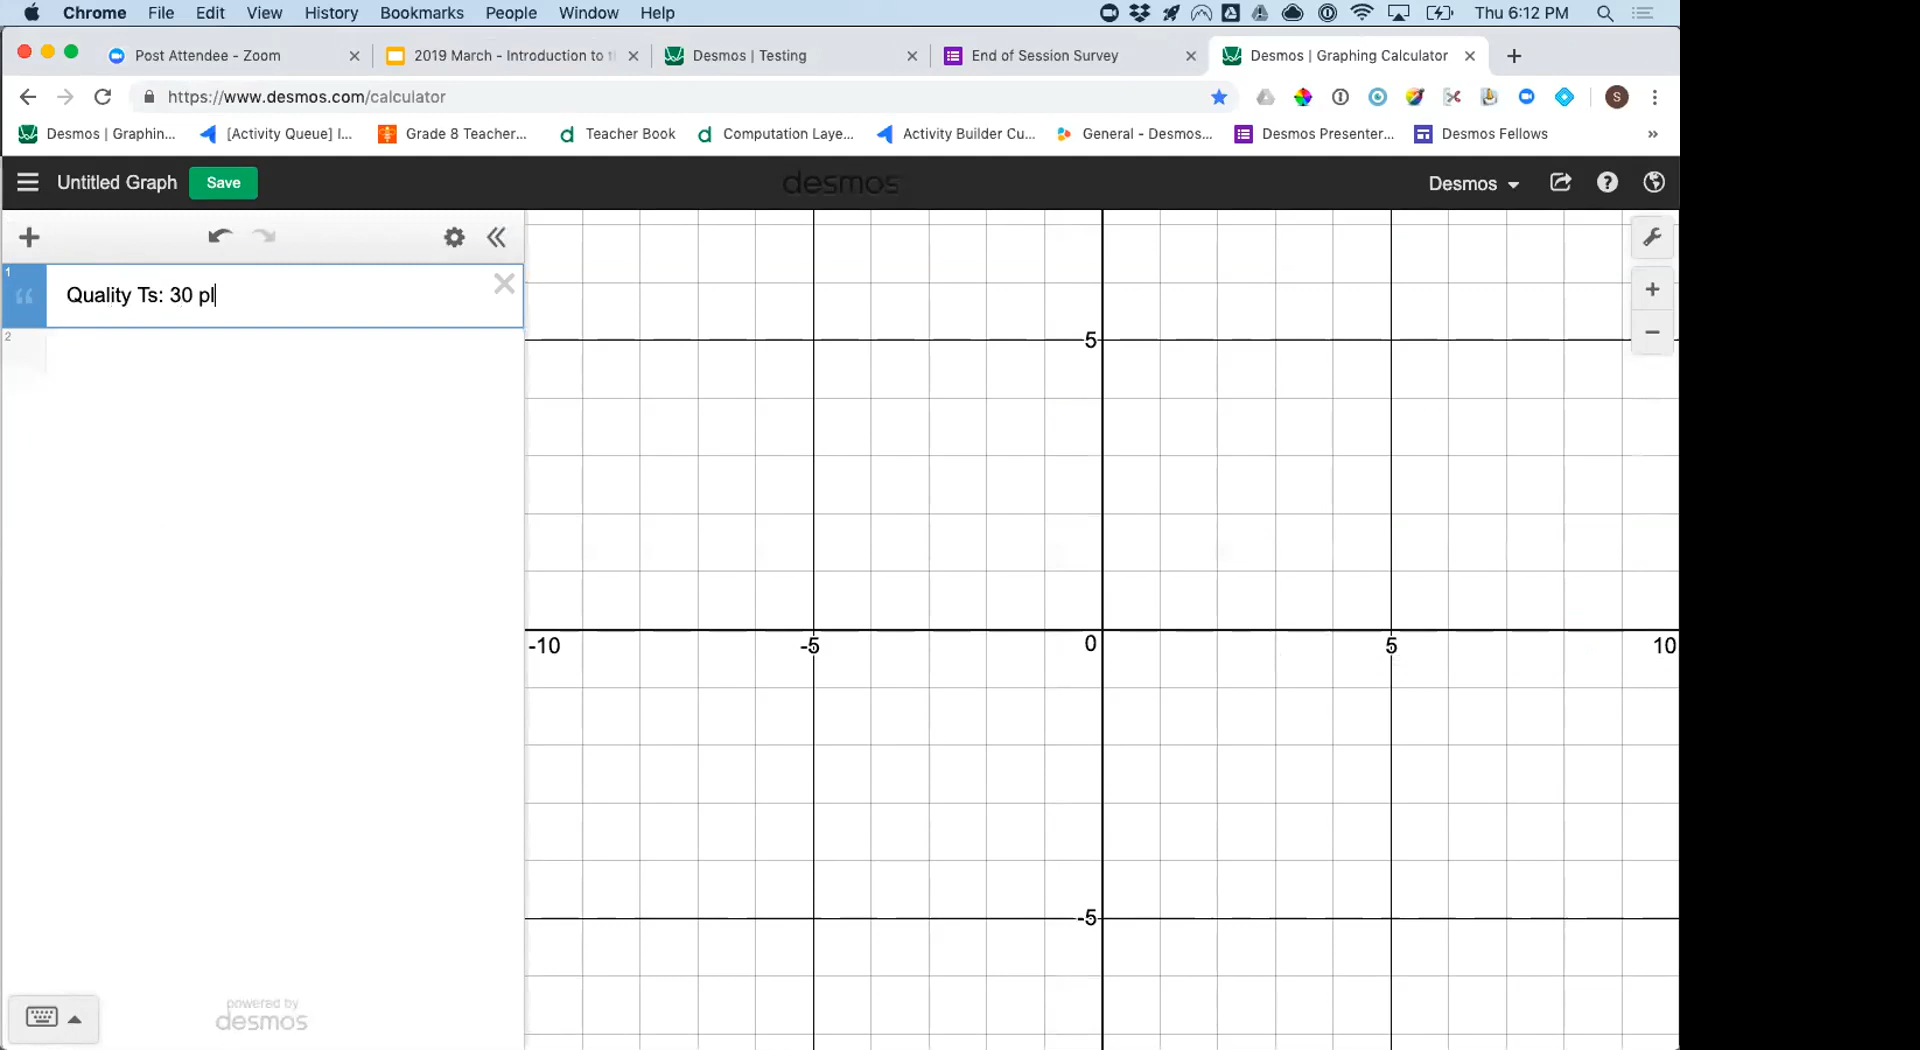 Chrome File Edit View History Bookmarks People Window Help Thu 6:12 PM
Post Attendee - Zoom 2019 March - Introduction to t Desmos | Testing End of Session Survey Desmos | Graphing Calculator
https://www.desmos.com/calculator S
Desmos | Graphin... [Activity Queue] I... Grade 8 Teacher... Teacher Book Computation Laye... Activity Builder Cu... General - Desmos... Desmos Presenter... Desmos Fellows »
Untitled Graph Save desmos Desmos
1
Quality Ts: 30 pl
2
5
-10 -5 0 5 10
-5
powered by
desmos